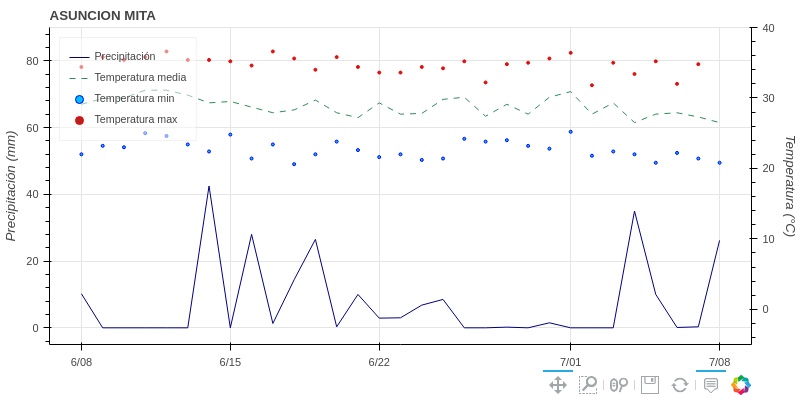 ASUNCION MITA
Precipitación
Temperatura media
Temperatura min
Temperatura max
Precipitación (mm)
80
60
40
20
0
Temperatura (°C)
40
30
20
10
0
6/08 6/15 6/22 7/01 7/08